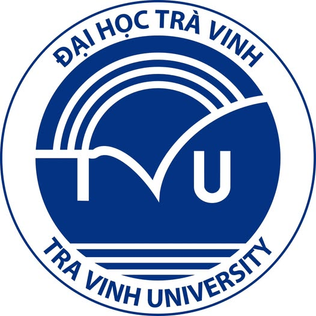 ĐẠI HỌC TRÀ VINH
TVU
TRA VINH UNIVERSITY